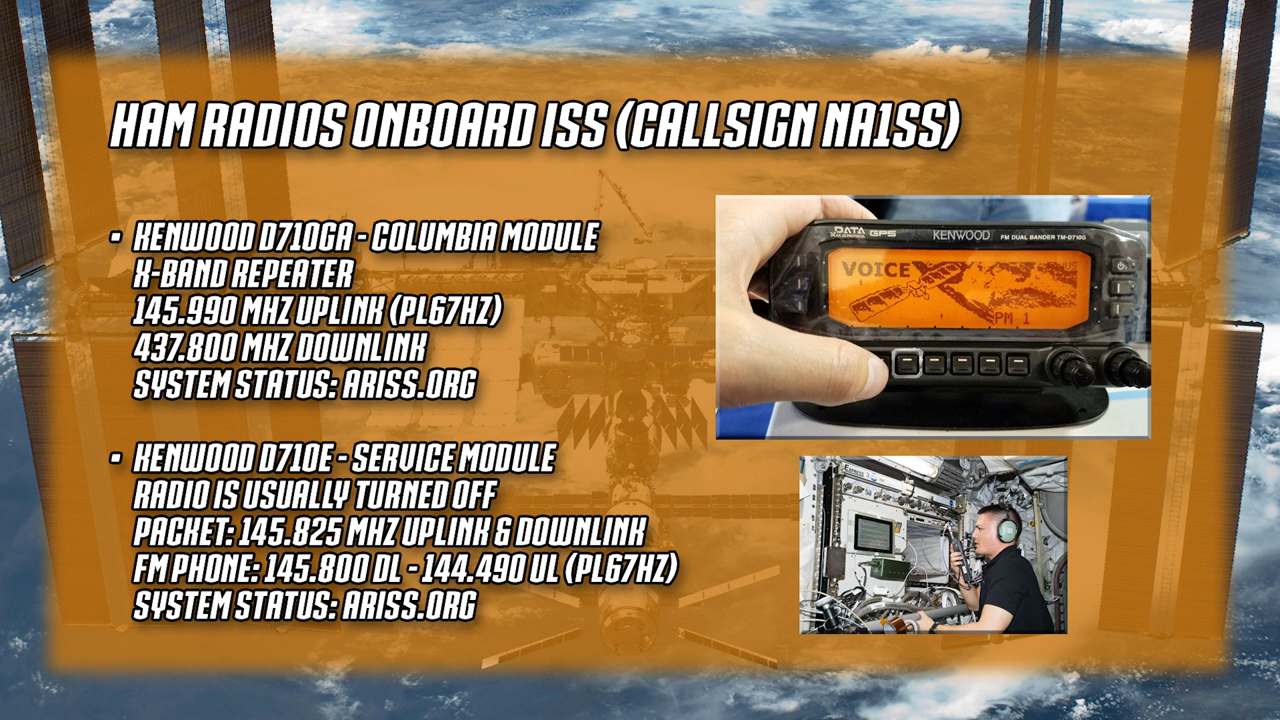 HAM RADIOS ONBOARD ISS (CALLSIGN NA1SS)
• KENWOOD D710GA - COLUMBIA MODULE
X-BAND REPEATER
145.990 MHZ UPLINK (PL67HZ)
437.800 MHZ DOWNLINK
SYSTEM STATUS: ARISS.ORG
• KENWOOD D710E - SERVICE MODULE
RADIO IS USUALLY TURNED OFF
PACKET: 145.825 MHZ UPLINK & DOWNLINK
FM PHONE: 145.800 DL - 144.490 UL (PL67HZ)
SYSTEM STATUS: ARISS.ORG
DATA GPS KENWOOD FM DUAL BANDER TM-D710G
VOICE
PM 1